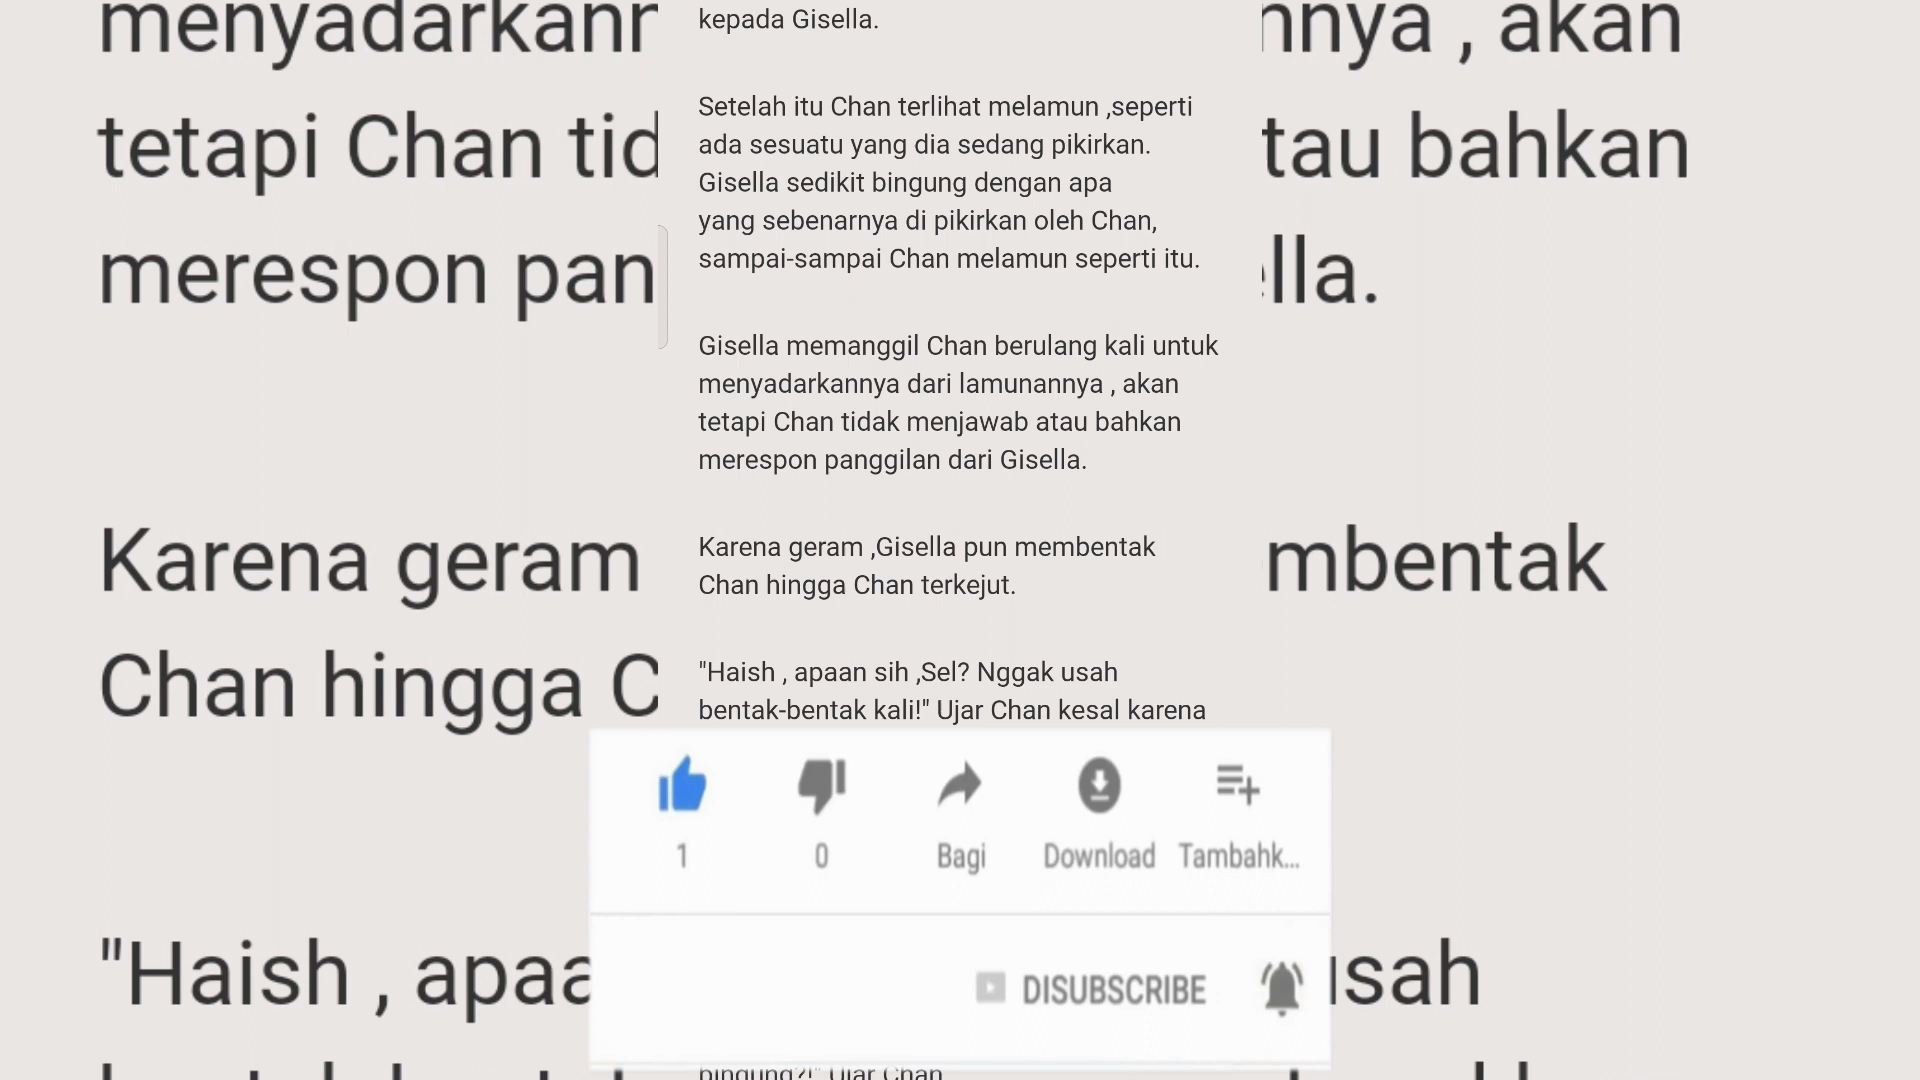 kepada Gisella.
Setelah itu Chan terlihat melamun ,seperti
ada sesuatu yang dia sedang pikirkan.
Gisella sedikit bingung dengan apa
yang sebenarnya di pikirkan oleh Chan,
sampai-sampai Chan melamun seperti itu.
Gisella memanggil Chan berulang kali untuk
menyadarkannya dari lamunannya , akan
tetapi Chan tidak menjawab atau bahkan
merespon panggilan dari Gisella.
Karena geram ,Gisella pun membentak
Chan hingga Chan terkejut.
"Haish , apaan sih ,Sel? Nggak usah
bentak-bentak kali!" Ujar Chan kesal karena
bingung?!" Ujar Chan
1 0 Bagi Download Tambahk...
DISUBSCRIBE
menyadarkann nnya , akan
tetapi Chan tid tau bahkan
merespon pan ella.
Karena geram mbentak
Chan hingga C
"Haish , apaa usah